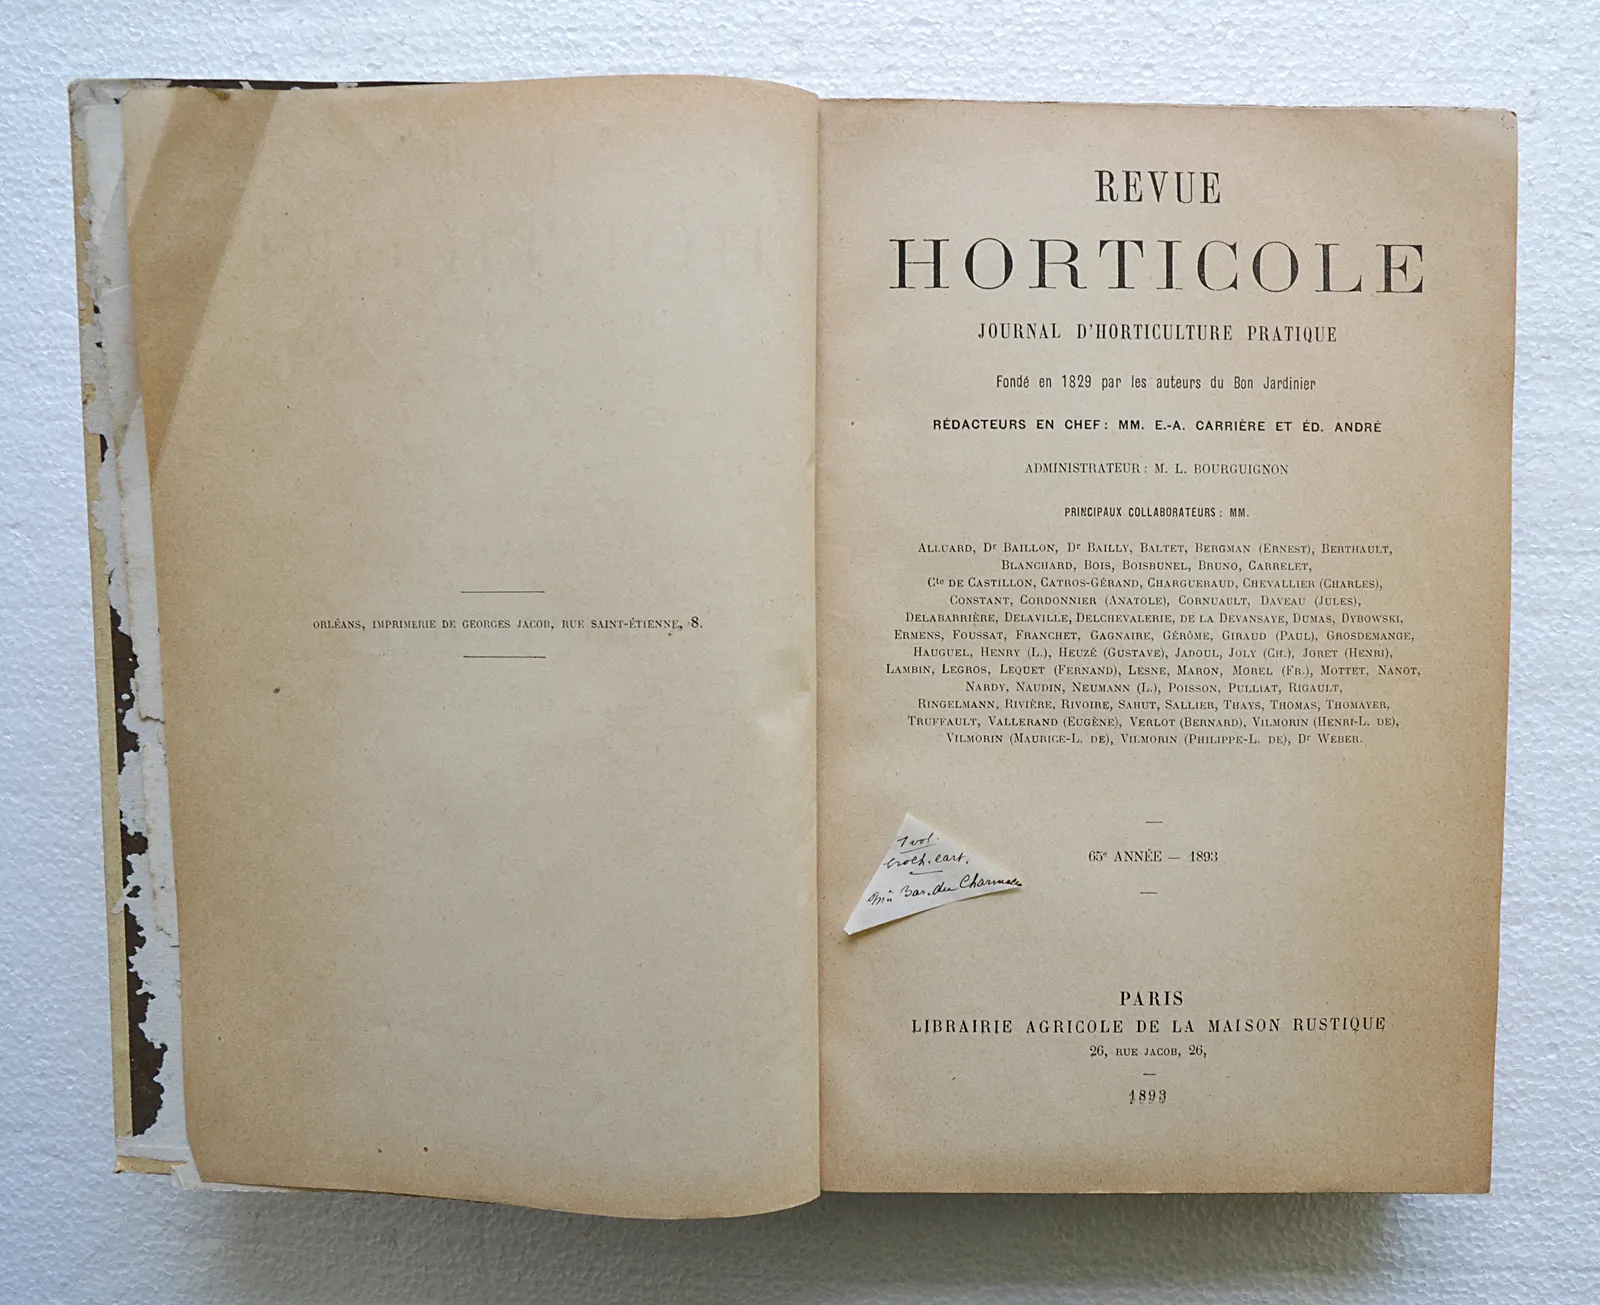 ORLÉANS, IMPRIMERIE DE GEORGES JACOB, RUE SAINT-ÉTIENNE, 8.
REVUE
HORTICOLE
JOURNAL D'HORTICULTURE PRATIQUE
Fondé en 1829 par les auteurs du Bon Jardinier
RÉDACTEURS EN CHEF : MM. E.-A. CARRIÈRE ET ÉD. ANDRÉ
ADMINISTRATEUR : M. L. BOURGUIGNON
PRINCIPAUX COLLABORATEURS : MM.
ALLUARD, Dr BAILLON, Dr BAILLY, BALTET, BERGMAN (ERNEST), BERTHAULT,
BLANCHARD, BOIS, BOISBUNEL, BRUNO, CARRELET,
Cte DE CASTILLON, CATROS-GÉRAND, CHARGUERAUD, CHEVALLIER (CHARLES),
CONSTANT, CORDONNIER (ANATOLE), CORNUAULT, DAVEAU (JULES),
DELABARRIÈRE, DELAVILLE, DELCHEVALERIE, DE LA DEVANSAYE, DUMAS, DYBOWSKI,
ERMENS, FOUSSAT, FRANCHET, GAGNAIRE, GÉRÔME, GIRAUD (PAUL), GROSDEMANGE,
HAUGUEL, HENRY (L.), HEUZÉ (GUSTAVE), JADOUL, JOLY (CH.), JORET (HENRI),
LAMBIN, LEGROS, LEQUET (FERNAND), LESNE, MARON, MOREL (FR.), MOTTET, NANOT,
NARDY, NAUDIN, NEUMANN (L.), POISSON, PULLIAT, RIGAULT,
RINGELMANN, RIVIÈRE, RIVOIRE, SAHUT, SALLIER, THAYS, THOMAS, THOMAYER,
TRUFFAULT, VALLERAND (EUGÈNE), VERLOT (BERNARD), VILMORIN (HENRI-L. DE),
VILMORIN (MAURICE-L. DE), VILMORIN (PHILIPPE-L. DE), Dr WEBER.
1 vol.
broch. cart.
65e ANNÉE — 1893
PARIS
LIBRAIRIE AGRICOLE DE LA MAISON RUSTIQUE
26, RUE JACOB, 26,
1893